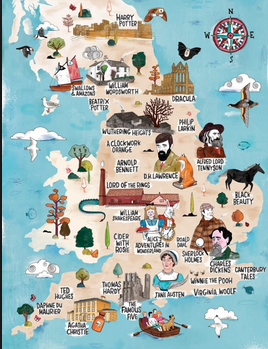 HARRY
POTTER
N
W
E
S
SWALLOWS
& AMAZONS
WILLIAM
WORDSWORTH
DRACULA
BEATRIX
POTTER
WUTHERING HEIGHTS
PHILIP
LARKIN
A CLOCKWORK
ORANGE
ARNOLD
BENNETT
D.H. LAWRENCE
ALFRED LORD
TENNYSON
LORD OF THE RINGS
BLACK
BEAUTY
WILLIAM
SHAKESPEARE
CIDER
WITH
ROSIE
ALICE'S
ADVENTURES IN
WONDERLAND
ROALD
DAHL
SHERLOCK
HOLMES
CHARLES
DICKENS
CANTERBURY
TALES
WINNIE THE POOH
VIRGINIA WOOLF
TED
HUGHES
THOMAS
HARDY
JANE AUSTEN
DAPHNE DU
MAURIER
THE
FAMOUS
FIVE
AGATHA
CHRISTIE